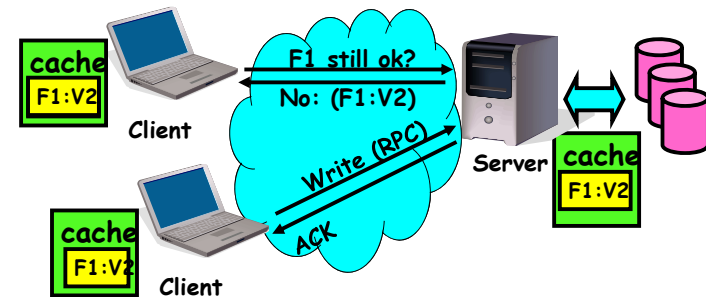 cache
F1:V2
Client
F1 still ok?
No: (F1:V2)
Write (RPC)
ACK
Server
cache
F1:V2
cache
F1:V2
Client